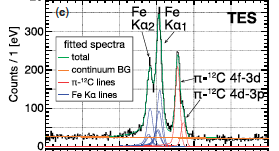 (c)
Fe Fe
Kα2 Kα1
TES
fitted spectra
total
continuum BG
π-¹²C lines
Fe Kα lines
π-¹²C 4f-3d
π-¹²C 4d-3p
Counts / 1 [eV]
300
200
100
0